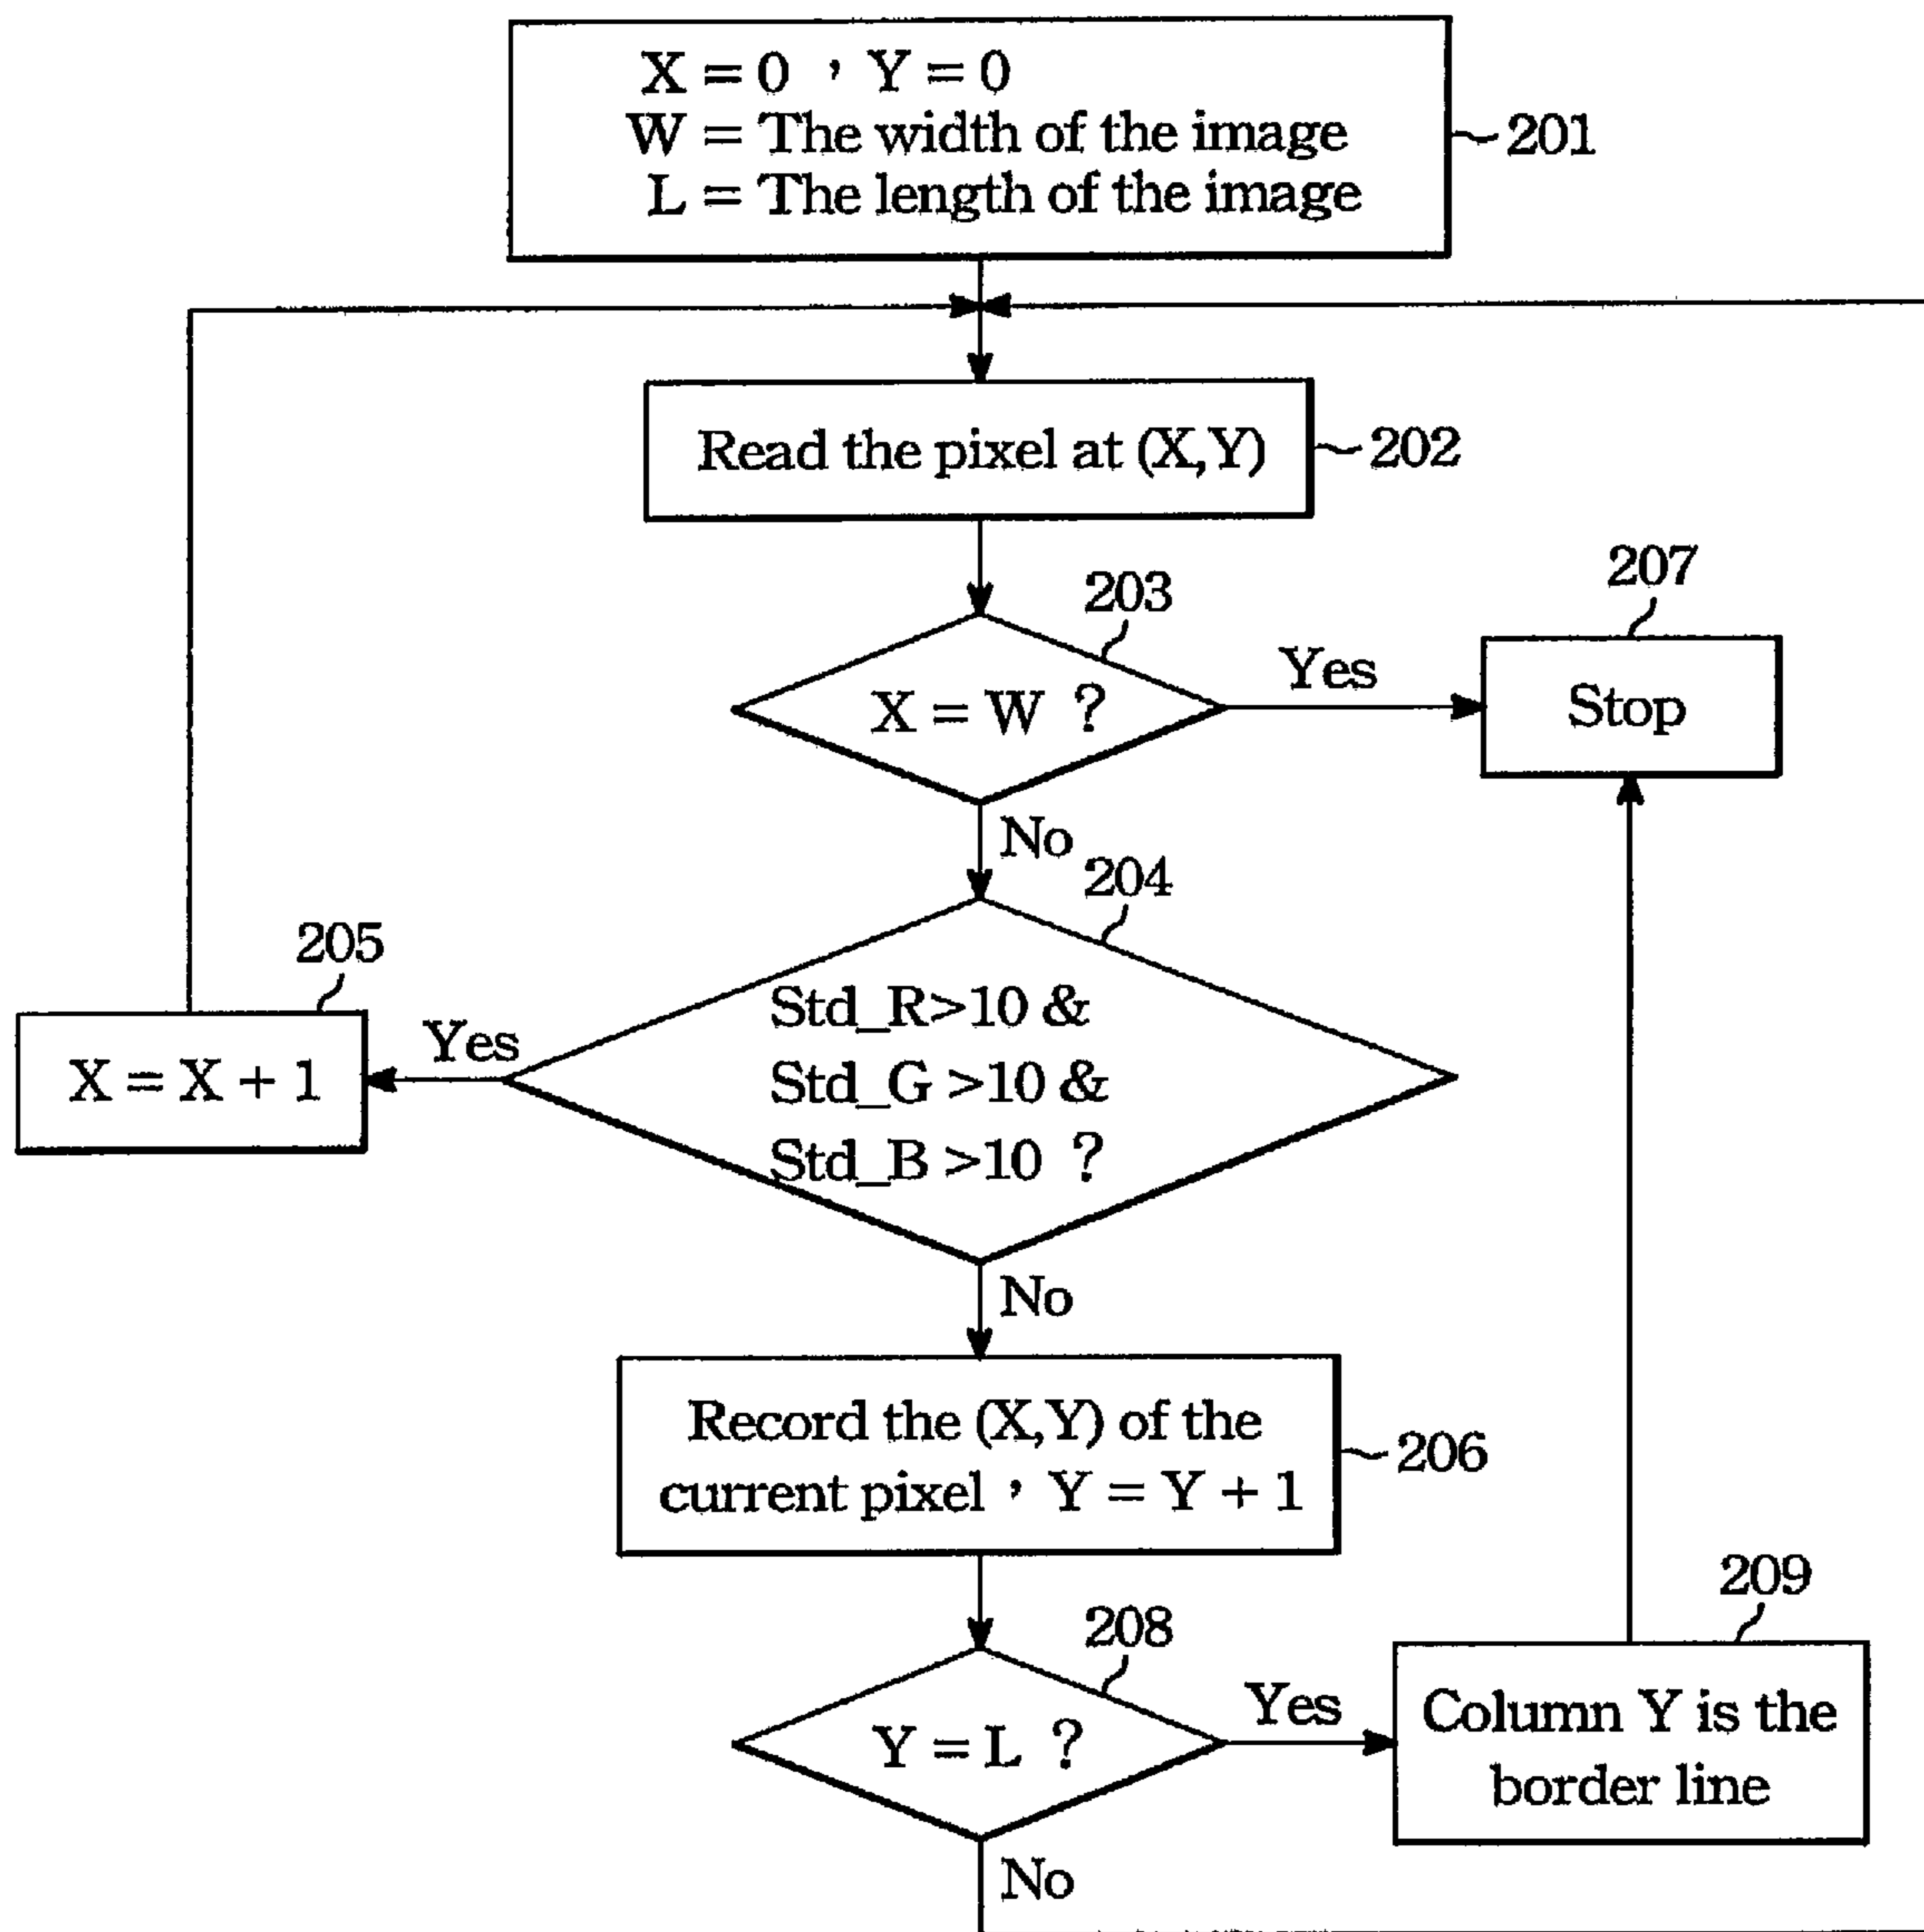 X = 0 , Y = 0
W = The width of the image
L = The length of the image
201
Read the pixel at (X,Y)
202
203
207
X = W ?
Yes
Stop
No
204
205
Std_R>10 &
Std_G >10 &
Std_B >10 ?
Yes
X = X + 1
No
Record the (X,Y) of the
current pixel , Y = Y + 1
206
208
209
Y = L ?
Yes
Column Y is the
border line
No